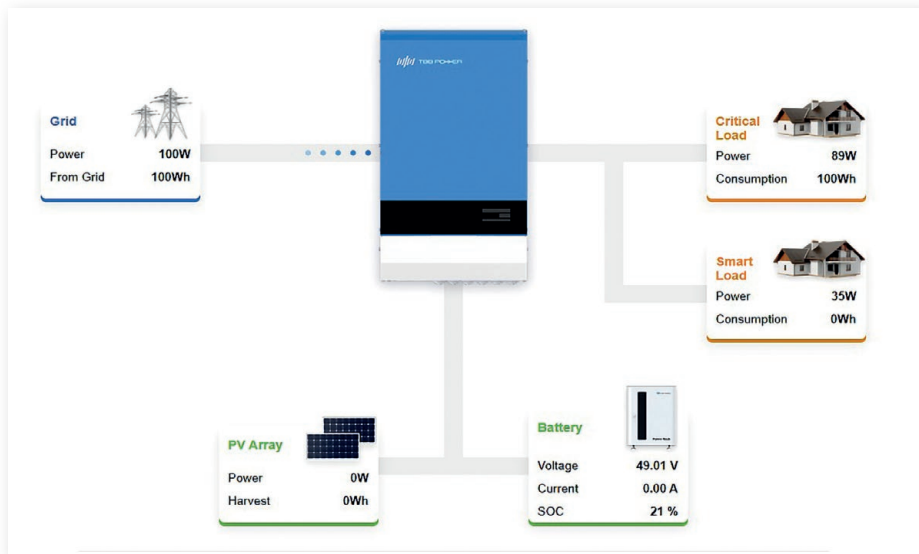 TBB POWER
Grid
Power 100W
From Grid 100Wh
Critical
Load
Power 89W
Consumption 100Wh
Smart
Load
Power 35W
Consumption 0Wh
PV Array
Power 0W
Harvest 0Wh
Battery
Voltage 49.01 V
Current 0.00 A
SOC 21 %